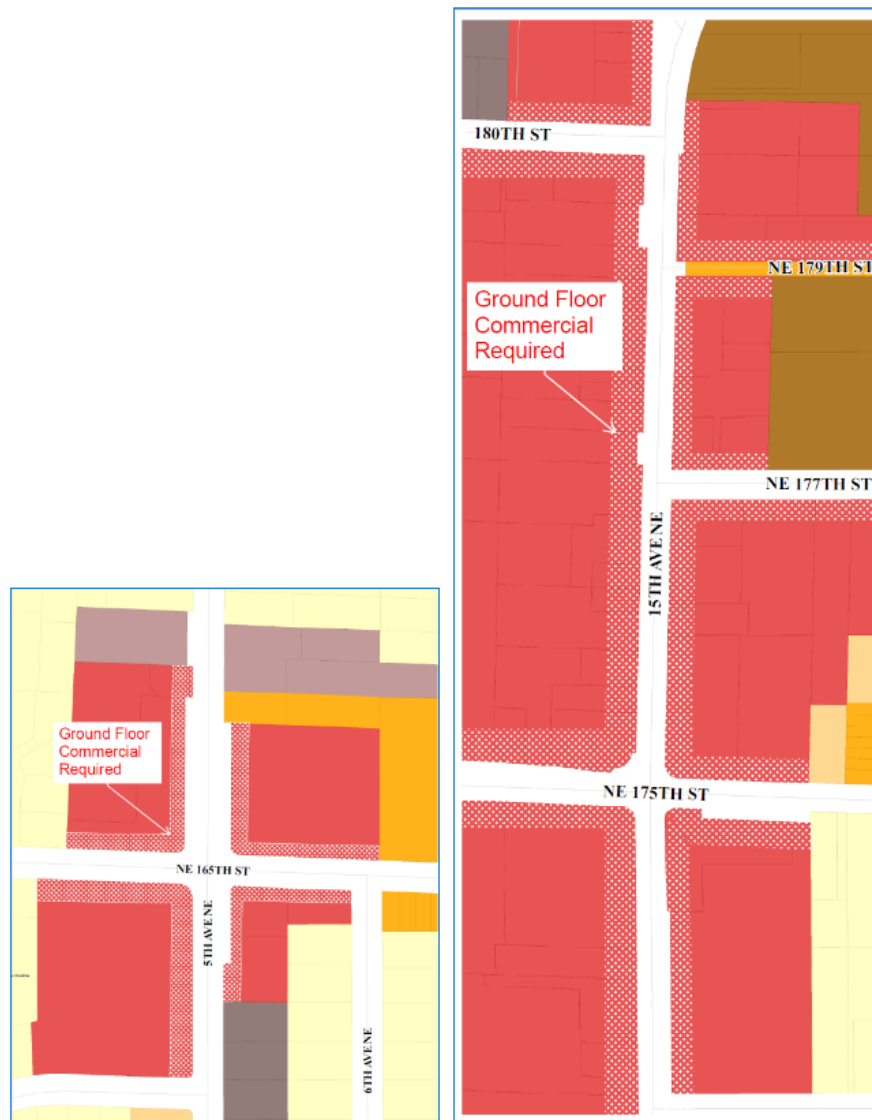 180TH ST
NE 179TH ST
Ground Floor
Commercial
Required
NE 177TH ST
15TH AVE NE
NE 175TH ST
Ground Floor
Commercial
Required
NE 165TH ST
5TH AVE NE
6TH AVE NE